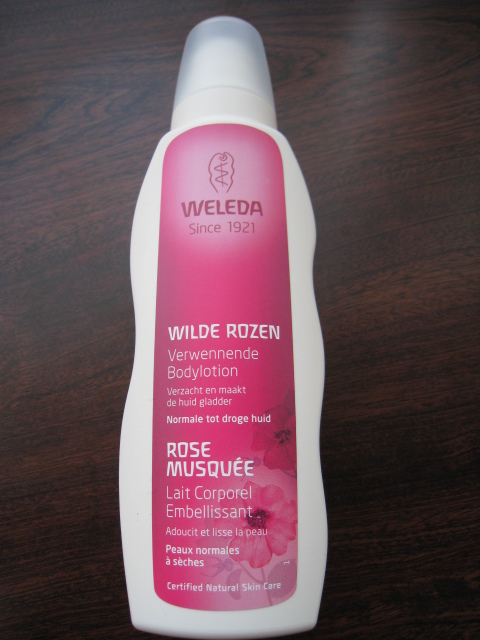 WELEDA
Since 1921
WILDE ROZEN
Verwennende
Bodylotion
Verzacht en maakt
de huid gladder
Normale tot droge huid
ROSE
MUSQUÉE
Lait Corporel
Embellissant
Adoucit et lisse la peau
Peaux normales
à sèches
Certified Natural Skin Care